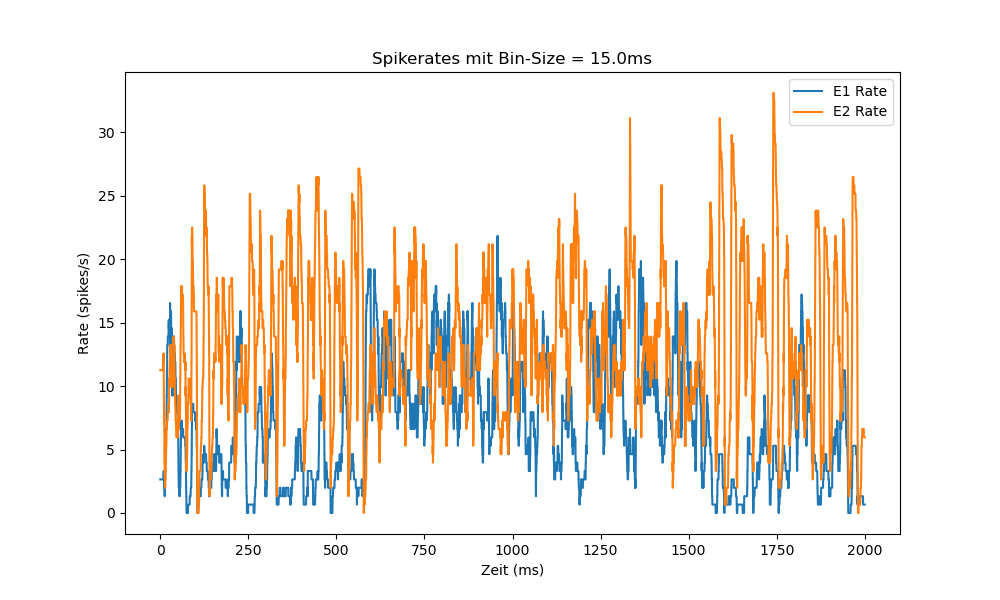 Spikerates mit Bin-Size = 15.0ms
E1 Rate
E2 Rate
30
25
20
15
10
5
0
Rate (spikes/s)
0 250 500 750 1000 1250 1500 1750 2000
Zeit (ms)